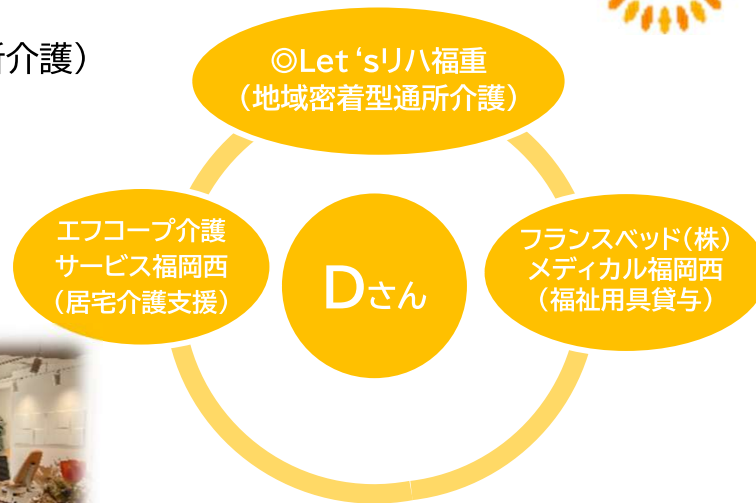 介護)
◎Let‘sリハ福重
(地域密着型通所介護)
エフコープ介護
サービス福岡西
(居宅介護支援)
Dさん
フランスベッド(株)
メディカル福岡西
(福祉用具貸与)